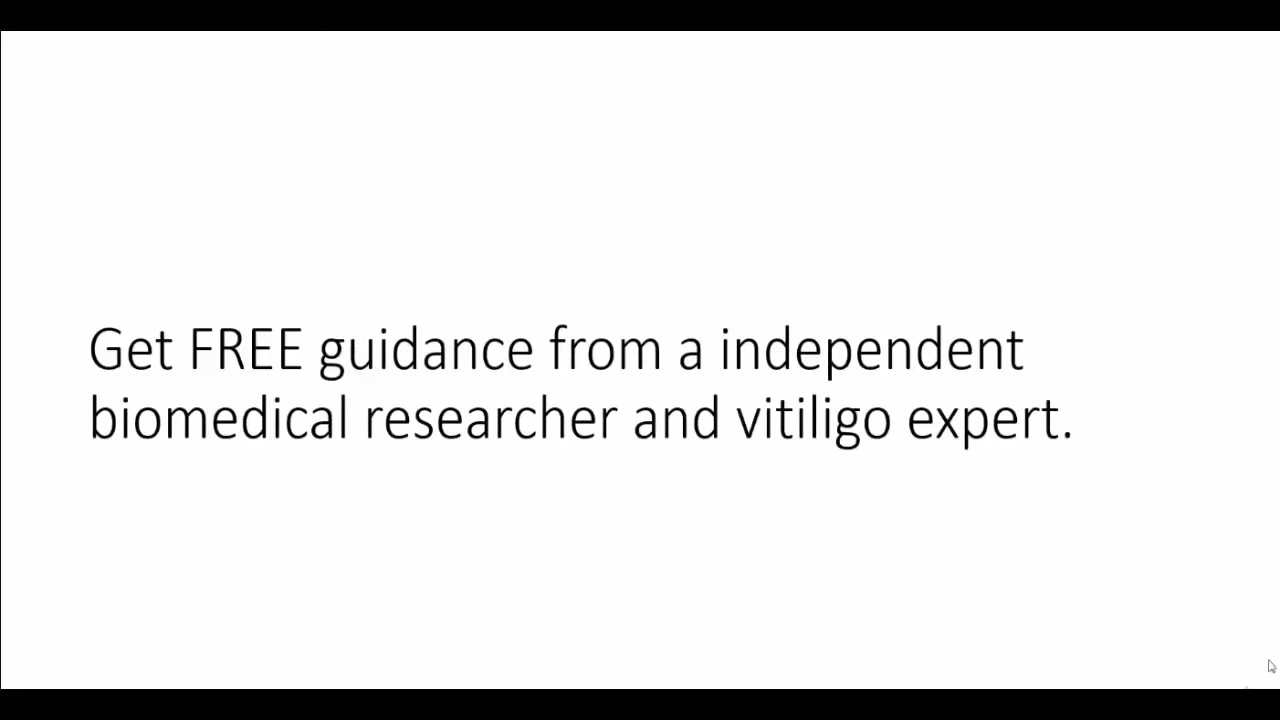 Get FREE guidance from a independent
biomedical researcher and vitiligo expert.